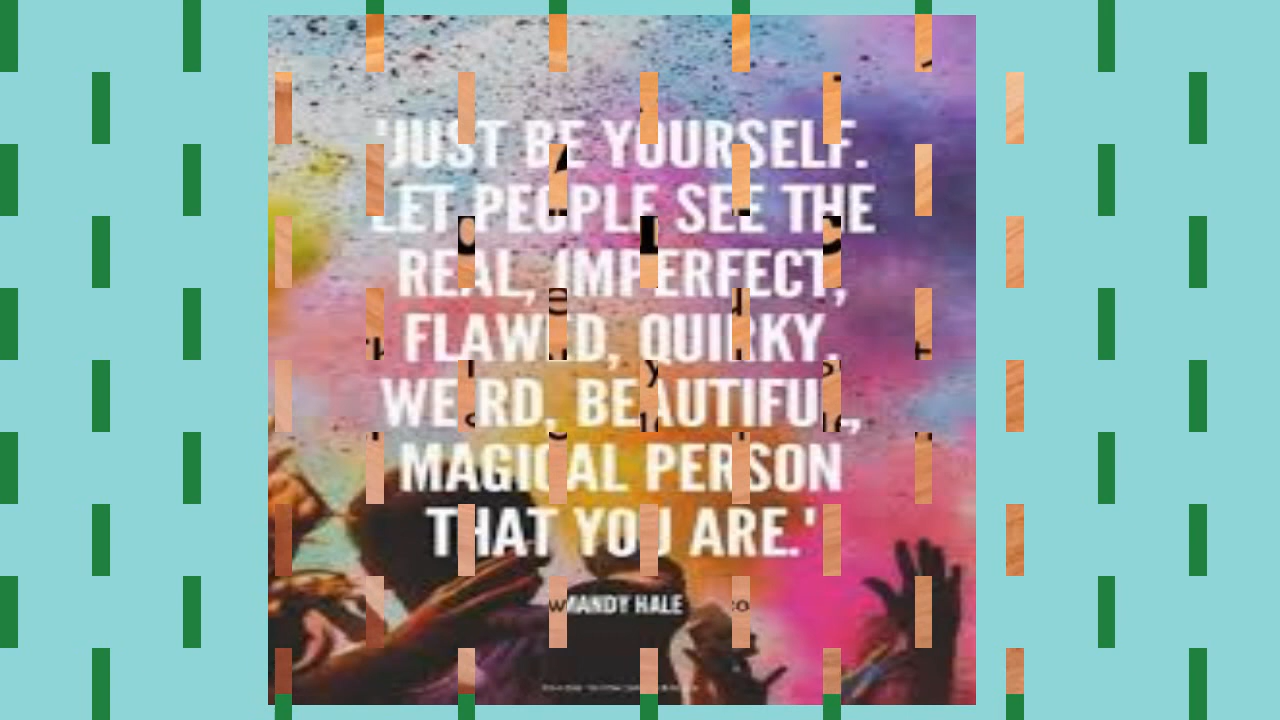 'JUST BE YOURSELF.
LET PEOPLE SEE THE
REAL, IMPERFECT,
FLAWED, QUIRKY.
WEIRD, BEAUTIFUL,
MAGICAL PERSON
THAT YOU ARE.'
MANDY HALE